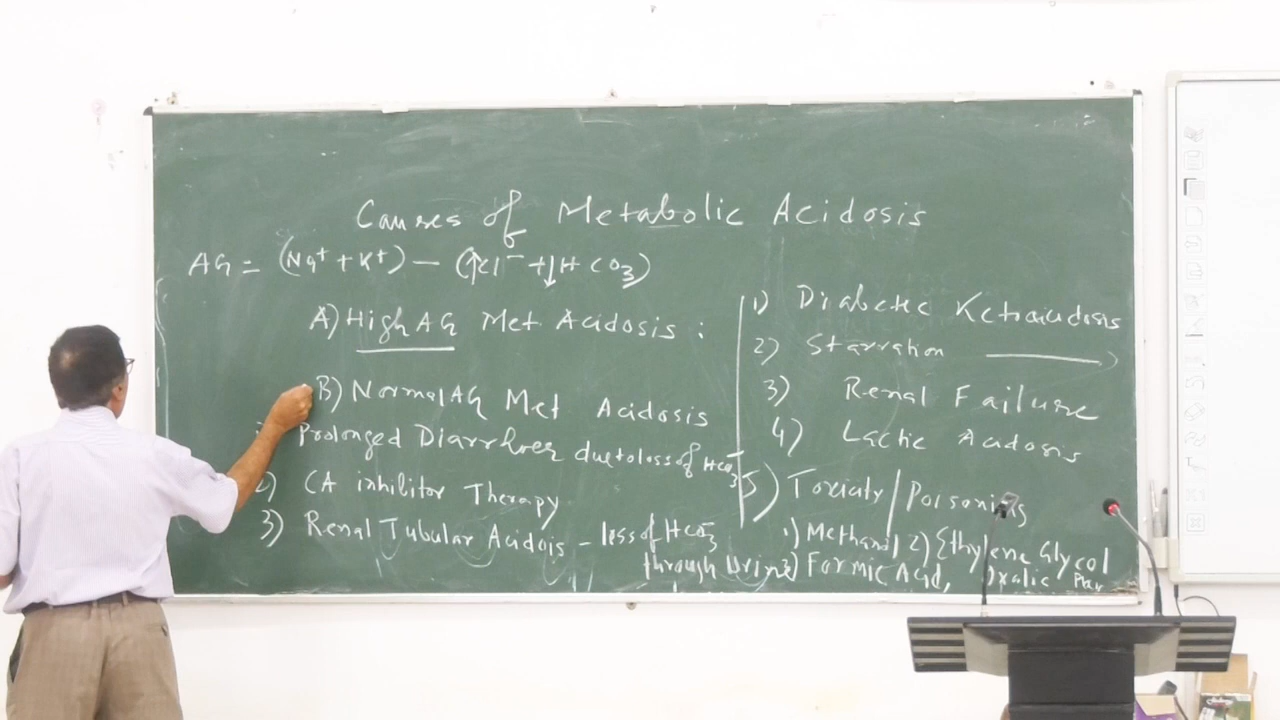 Causes of Metabolic Acidosis
AG = (Na⁺ + K⁺) – (↑Cl⁻ + ↓HCO₃)
A) High AG Met. Acidosis :
B) Normal AG Met Acidosis
Prolonged Diarrhoea due to loss of HCO₃⁻
2) CA inhibitor Therapy
3) Renal Tubular Acidois – loss of HCO₃⁻
through Urine
1) Diabetic Ketoacidosis
2) Starvation
3) Renal Failure
4) Lactic Acidosis
5) Toxicity / Poisoning
1) Methanol 2) Ethylene Glycol
3) Formic Acid, Oxalic